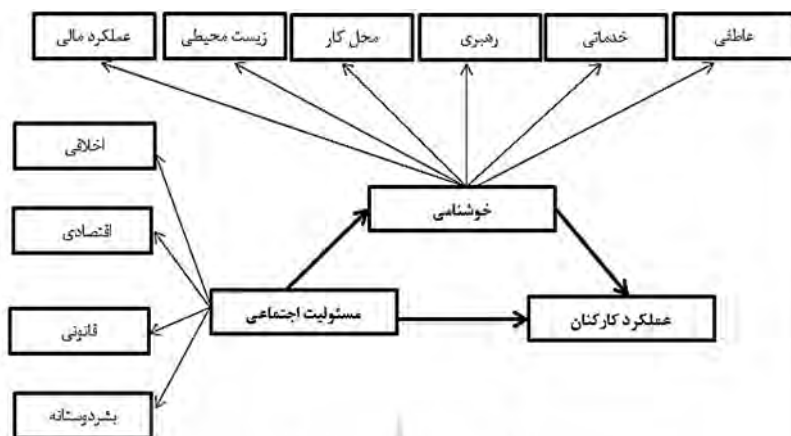 عاطفی
خدماتی
رهبری
محل کار
زیست محیطی
عملکرد مالی
اخلاقی
خوشنامی
اقتصادی
مسئولیت اجتماعی
عملکرد کارکنان
قانونی
بشردوستانه